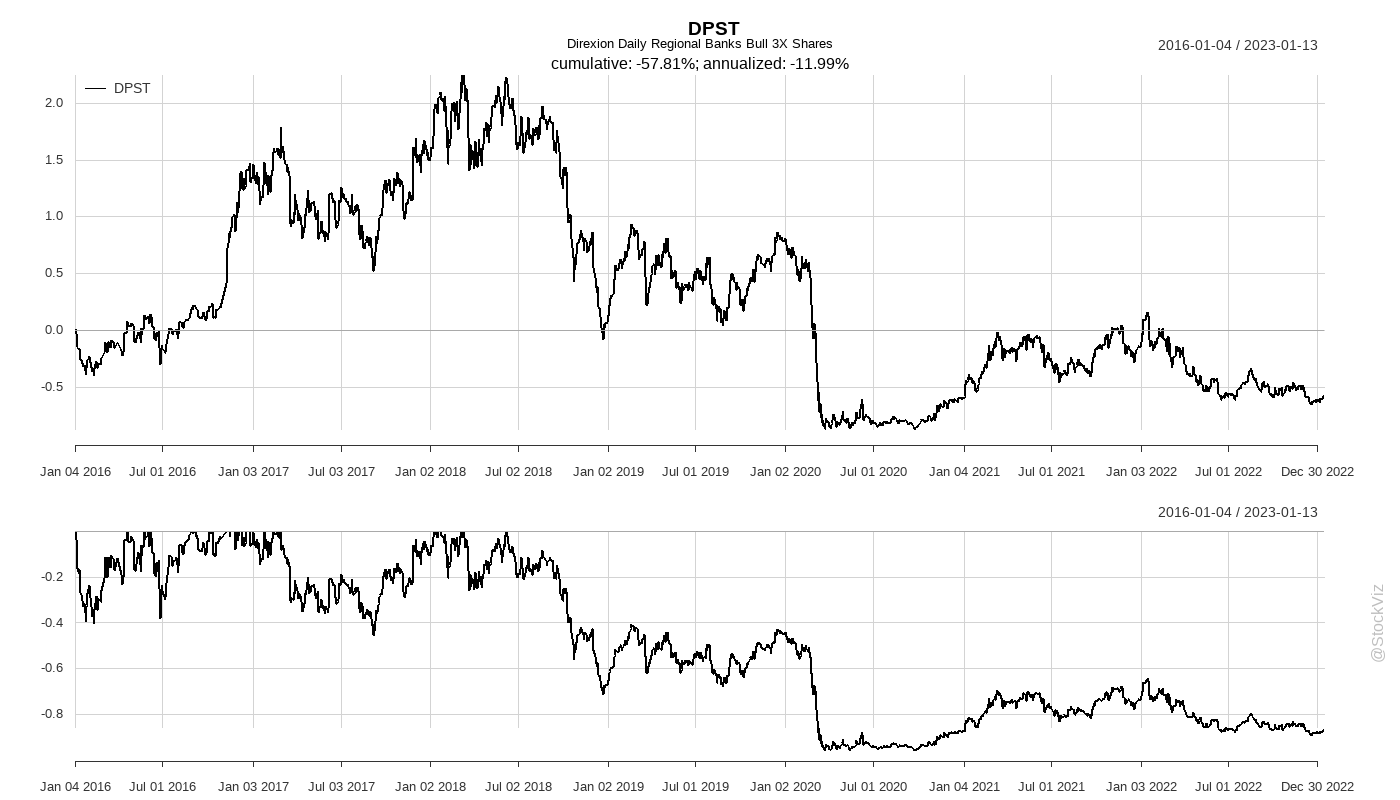 DPST
Direxion Daily Regional Banks Bull 3X Shares
cumulative: -57.81%; annualized: -11.99%
2016-01-04 / 2023-01-13
DPST
2.0
1.5
1.0
0.5
0.0
-0.5
Jan 04 2016 Jul 01 2016 Jan 03 2017 Jul 03 2017 Jan 02 2018 Jul 02 2018 Jan 02 2019 Jul 01 2019 Jan 02 2020 Jul 01 2020 Jan 04 2021 Jul 01 2021 Jan 03 2022 Jul 01 2022 Dec 30 2022
2016-01-04 / 2023-01-13
-0.2
-0.4
-0.6
-0.8
Jan 04 2016 Jul 01 2016 Jan 03 2017 Jul 03 2017 Jan 02 2018 Jul 02 2018 Jan 02 2019 Jul 01 2019 Jan 02 2020 Jul 01 2020 Jan 04 2021 Jul 01 2021 Jan 03 2022 Jul 01 2022 Dec 30 2022
@StockViz